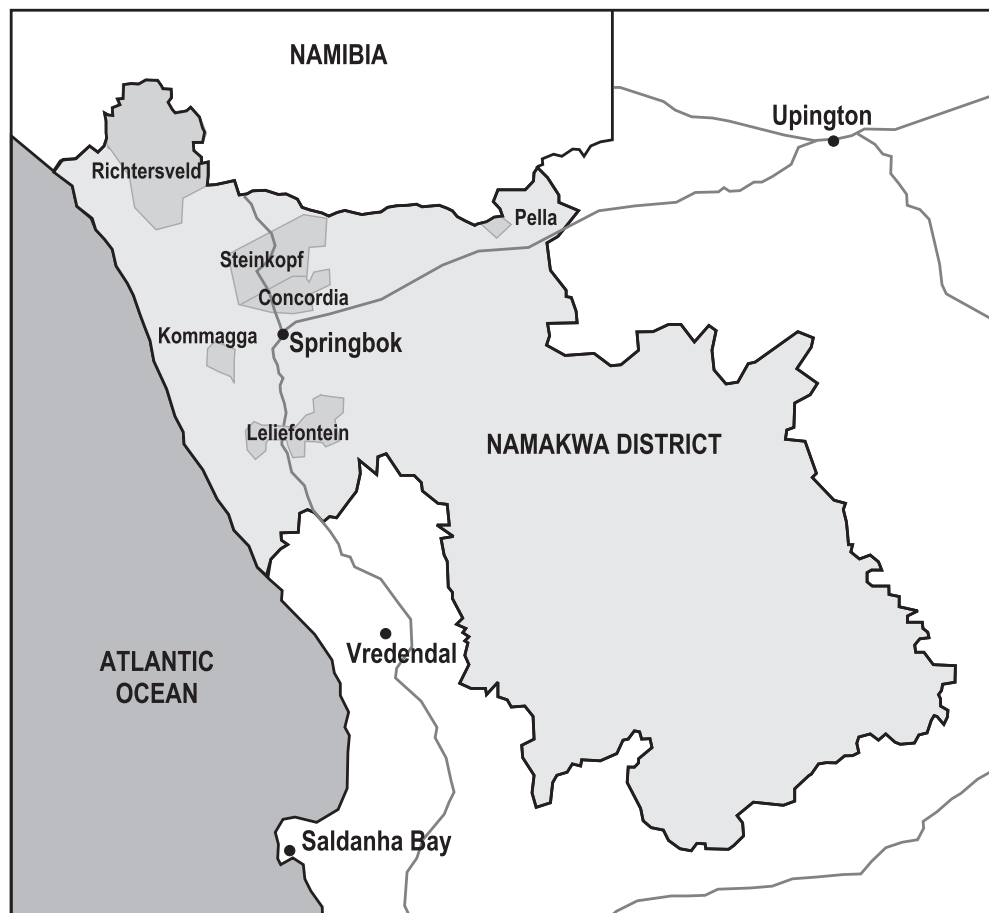 NAMIBIA
Upington
Richtersveld
Pella
Steinkopf
Concordia
Kommagga
Springbok
Leliefontein
NAMAKWA DISTRICT
Vredendal
ATLANTIC
OCEAN
Saldanha Bay